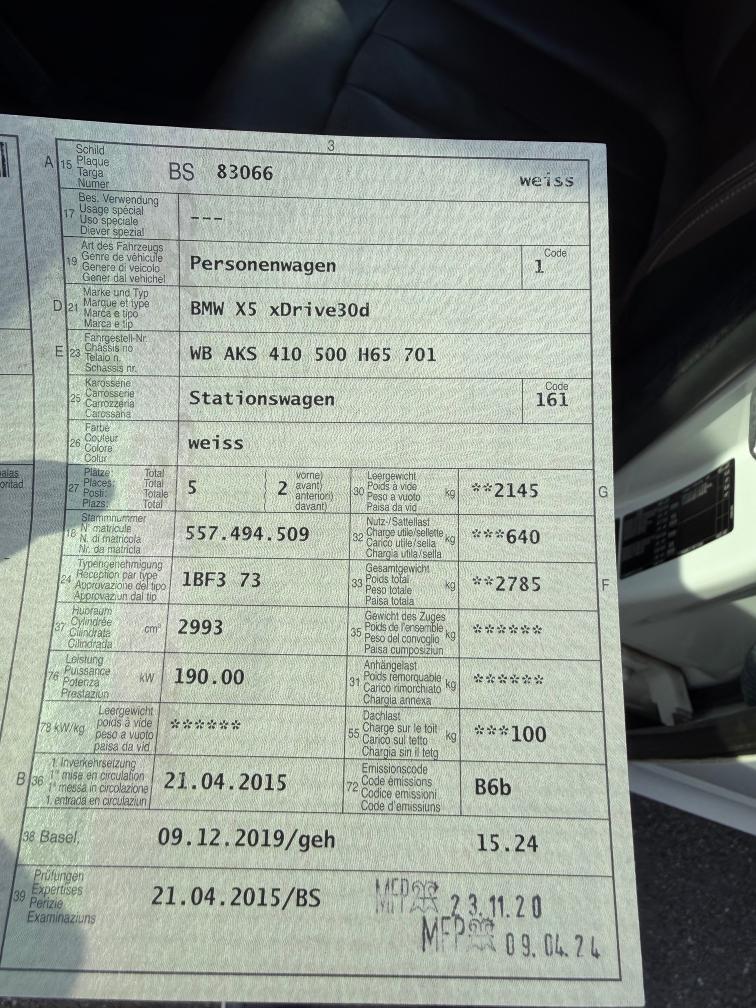 3
A 15 Schild
Plaque
Targa
Numer
BS 83066 weiss
17 Bes. Verwendung
Usage spécial
Uso speciale
Diever spezial
---
19 Art des Fahrzeugs
Genre de véhicule
Genere di veicolo
Gener dal vehichel
Personenwagen
Code
1
D 21 Marke und Typ
Marque et type
Marca e tipo
Marca e tip
BMW X5 xDrive30d
E 23 Fahrgestell-Nr.
Châssis no
Telaio n.
Schassis nr.
WB AKS 410 500 H65 701
25 Karosserie
Carrosserie
Carrozzeria
Carossaria
Stationswagen
Code
161
26 Farbe
Couleur
Colore
Colur
weiss
27 Plätze: Total
Places: Total
Posti: Totale
Plazs: Total
5
2 vorne)
avant)
anteriori)
davant)
30 Leergewicht
Poids à vide
Peso a vuoto
Paisa da vid
kg
**2145
G
18 Stammnummer
N° matricule
N. di matricola
Nr. da matricla
557.494.509
32 Nutz-/Sattellast
Charge utile/sellette
Carico utile/sella
Chargia utila/sella
kg
***640
24 Typengenehmigung
Réception par type
Approvazione del tipo
Approvaziun dal tip
1BF3 73
33 Gesamtgewicht
Poids total
Peso totale
Paisa totala
kg
**2785
F
37 Hubraum
Cylindrée
Cilindrata
Cilindrada
cm³
2993
35 Gewicht des Zuges
Poids de l'ensemble
Peso del convoglio
Paisa cumposiziun
kg
******
76 Leistung
Puissance
Potenza
Prestaziun
kW
190.00
31 Anhängelast
Poids remorquable
Carico rimorchiato
Chargia annexa
kg
******
78 kW/kg Leergewicht
poids à vide
peso a vuoto
paisa da vid
******
55 Dachlast
Charge sur le toit
Carico sul tetto
Chargia sin il tetg
kg
***100
B 36 1. Inverkehrsetzung
1re mise en circulation
1a messa in circolazione
1. entrada en circulaziun
21.04.2015
72 Emissionscode
Code émissions
Codice emissioni
Code d'emissiuns
B6b
38 Basel, 09.12.2019/geh 15.24
39 Prüfungen
Expertises
Perizie
Examinaziuns
21.04.2015/BS
MFP 23.11.20
MFP 09.04.24